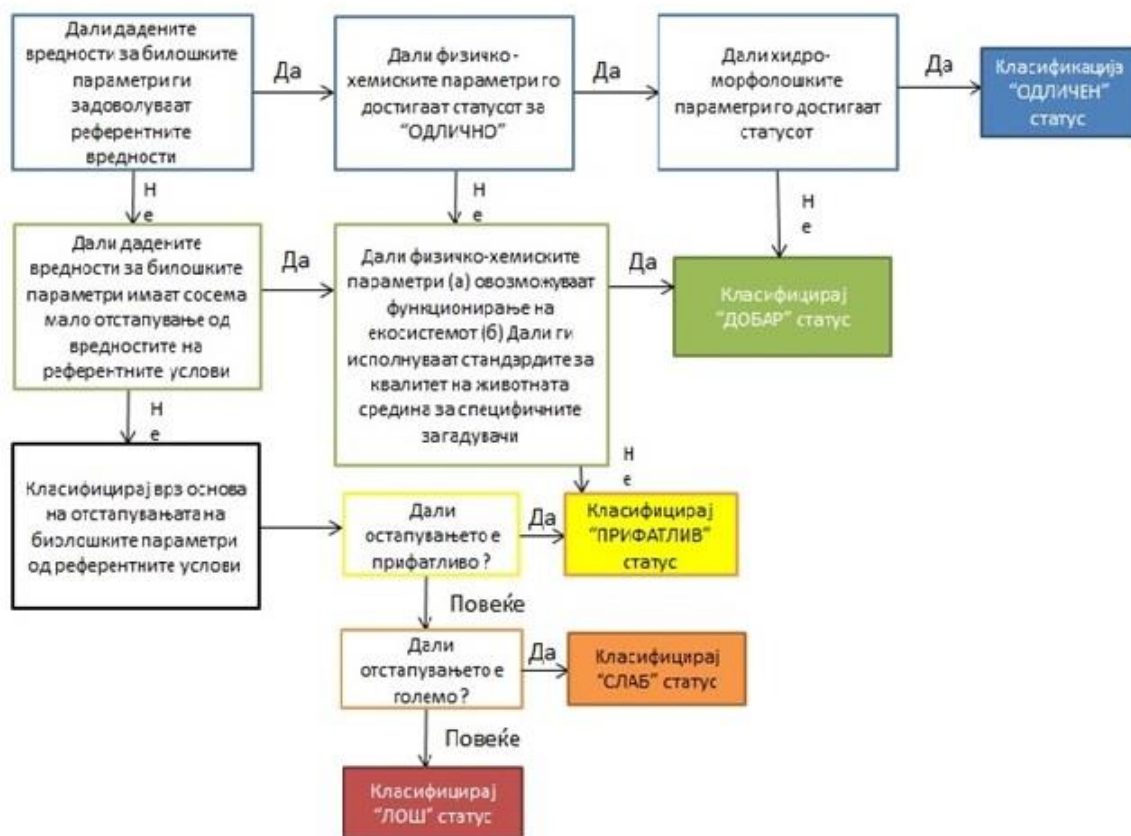 Дали дадените
вредности за билошките
параметри ги
задоволуваат
референтните
вредности
Да
Дали физичко-
хемиските параметри го
достигаат статусот за
“ОДЛИЧНО”
Да
Дали хидро-
морфолошките
параметри го достигаат
статусот
Да
Класификација
“ОДЛИЧЕН”
статус
Н
е
Н
е
Н
е
Дали дадените
вредности за билошките
параметри имаат сосема
мало отстапување од
вредностите на
референтните услови
Да
Дали физичко-хемиските
параметри (а) овозможуваат
функционирање на
екосистемот (б) Дали ги
исполнуваат стандардите за
квалитет на животната
средина за специфичните
загадувачи
Да
Класифицирај
“ДОБАР” статус
Н
е
Н
е
Класифицирај врз основа
на отстапувањата на
биолошките параметри
од референтните услови
Дали
остапувањето е
прифатливо ?
Да
Класифицирај
“ПРИФАТЛИВ”
статус
Повеќе
Дали
отстапувањето е
големо ?
Да
Класифицирај
“СЛАБ” статус
Повеќе
Класифицирај
“ЛОШ” статус